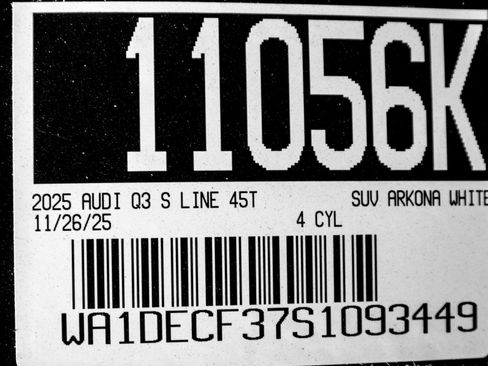 11056K
2025 AUDI Q3 S LINE 45T SUV ARKONA WHITE
11/26/25 4 CYL
WA1DECF37S1093449